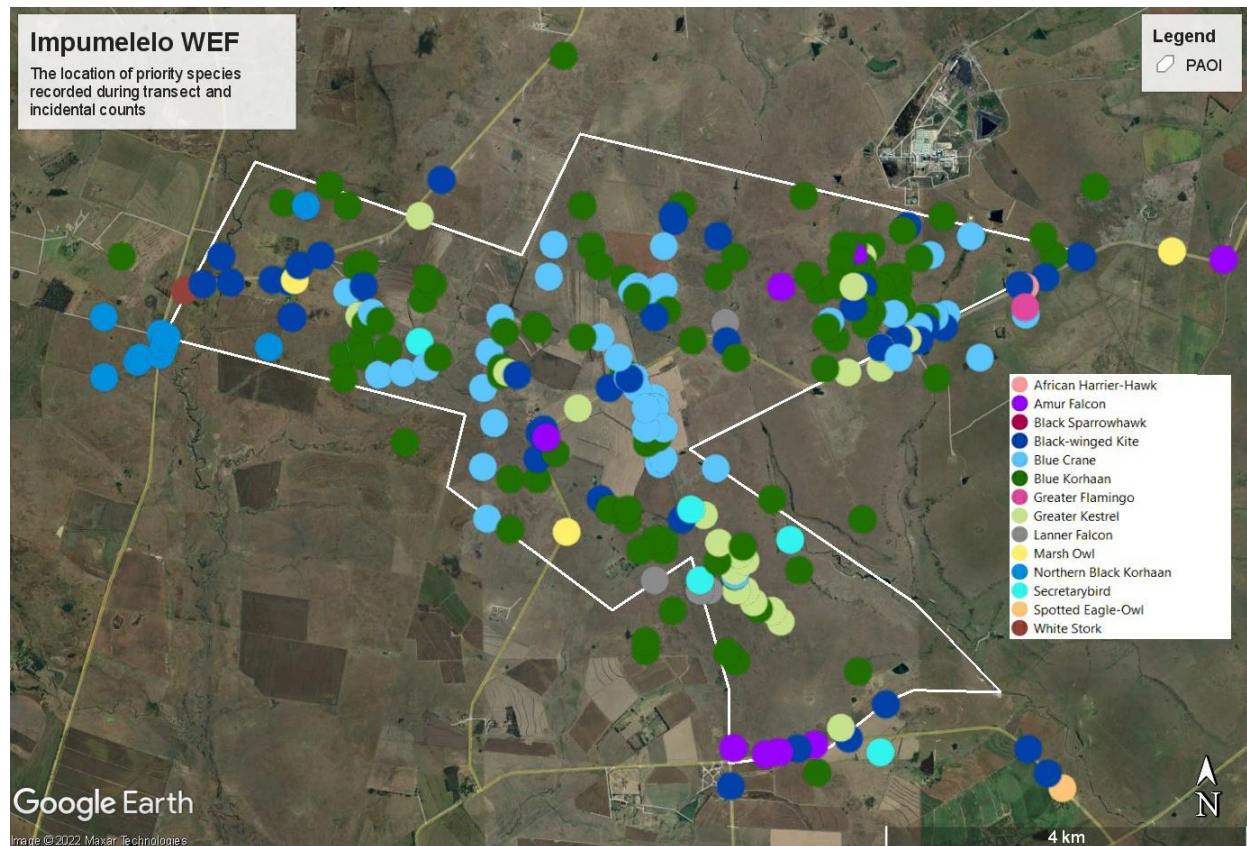 Impumelelo WEF
The location of priority species
recorded during transect and
incidental counts
Legend
PAOI
African Harrier-Hawk
Amur Falcon
Black Sparrowhawk
Black-winged Kite
Blue Crane
Blue Korhaan
Greater Flamingo
Greater Kestrel
Lanner Falcon
Marsh Owl
Northern Black Korhaan
Secretarybird
Spotted Eagle-Owl
White Stork
N
Google Earth
Image © 2022 Maxar Technologies
4 km